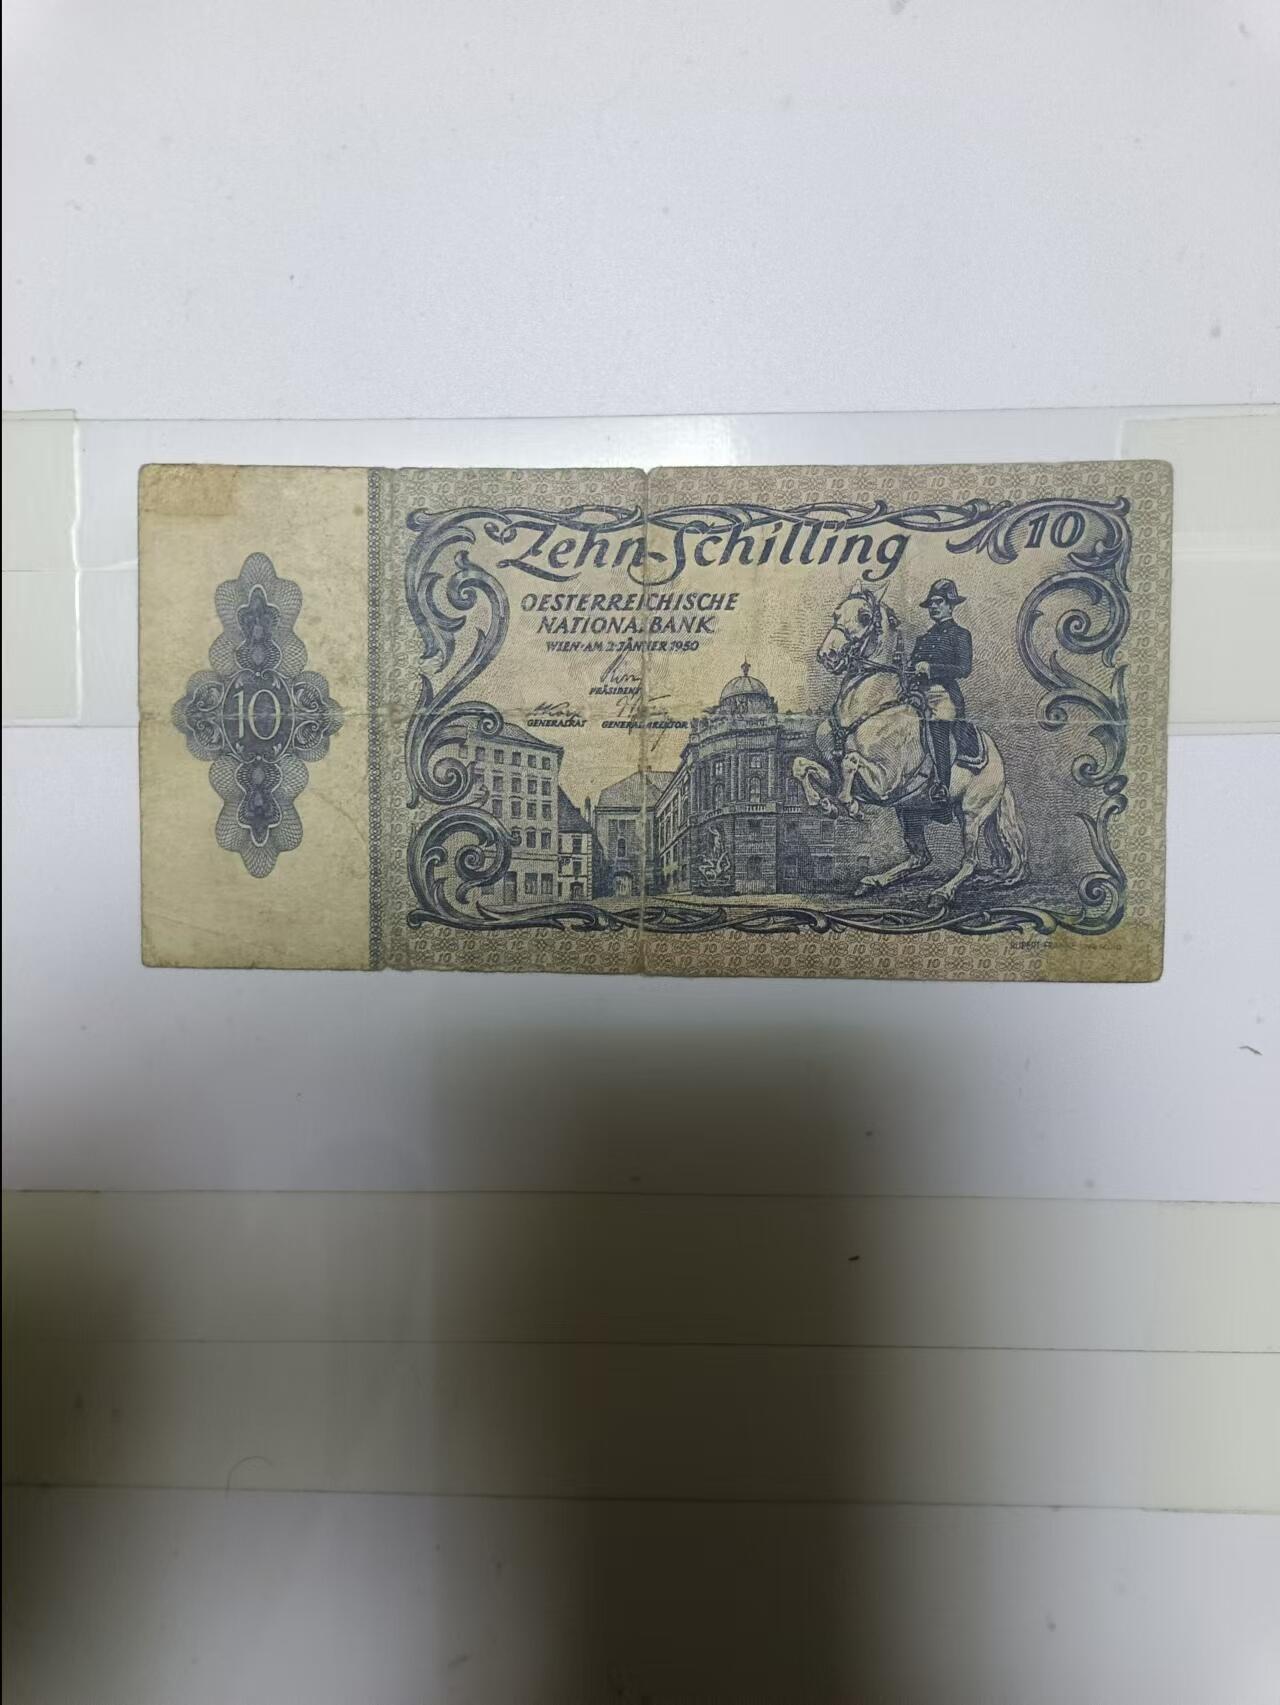 Zehn Schilling
10
OESTERREICHISCHE
NATIONALBANK
WIEN · AM 2 · JÄNNER 1950
PRÄSIDENT
GENERALRAT GENERALDIREKTOR
10